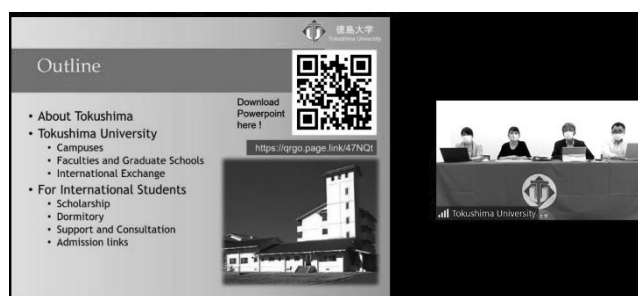 徳島大学
Tokushima University
Outline
Download
Powerpoint
here !
https://qrgo.page.link/47NQt
• About Tokushima
• Tokushima University
• Campuses
• Faculties and Graduate Schools
• International Exchange
• For International Students
• Scholarship
• Dormitory
• Support and Consultation
• Admission links
Tokushima University